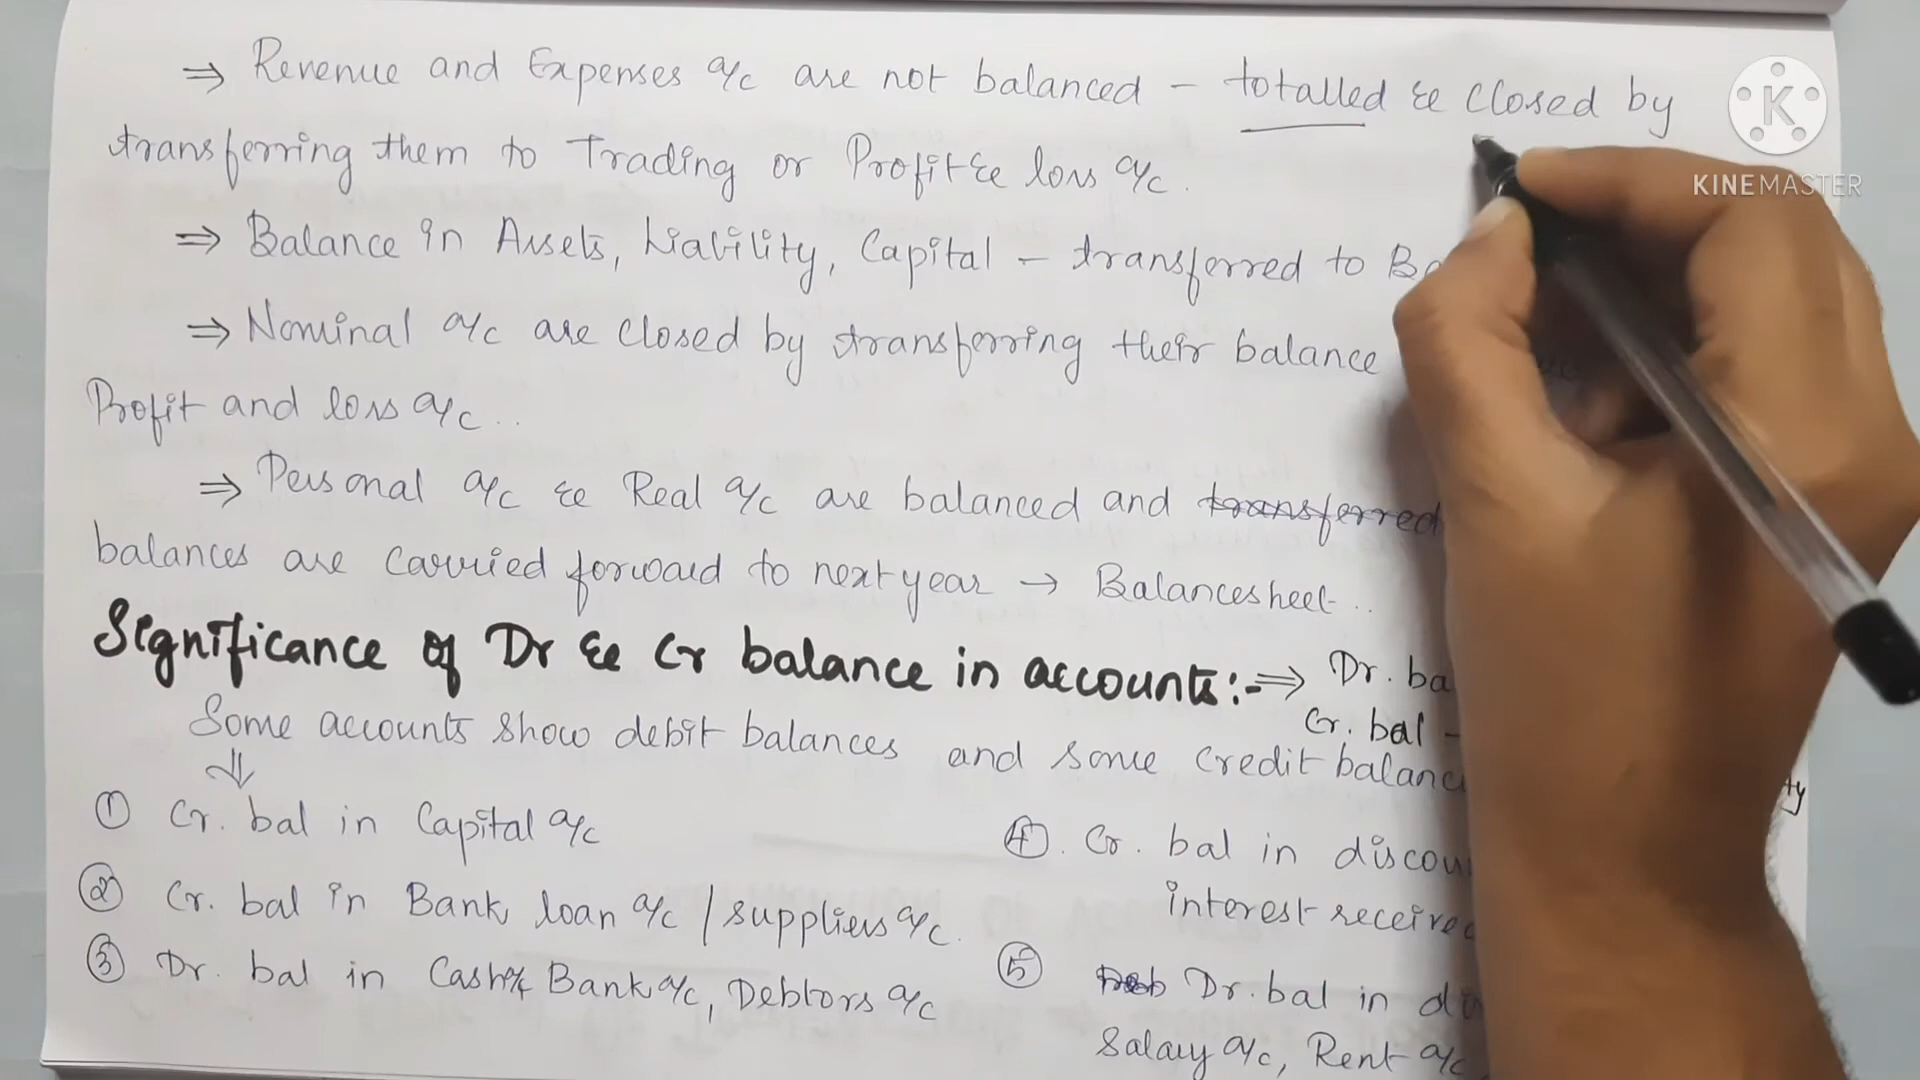 ⇒ Revenue and Expenses a/c are not balanced - totalled & closed by
transferring them to Trading or Profit & loss a/c.
⇒ Balance in Assets, Liability, Capital - transferred to
⇒ Nominal a/c are closed by transferring their balance
Profit and loss a/c..
⇒ Personal a/c & Real a/c are balanced and transferred
balances are carried forward to next year → Balancesheet..
Significance of Dr & Cr balance in accounts:- ⇒ Dr.
Cr. bal -
Some accounts show debit balances and some credit
⇓
① Cr. bal in Capital a/c
② Cr. bal in Bank loan a/c / suppliers a/c.
③ Dr. bal in Cash a/c Bank a/c, Debtors a/c
④. Cr. bal in
interest
⑤ Dr. bal in
Salary a/c, Rent a/c
K
KINEMASTER